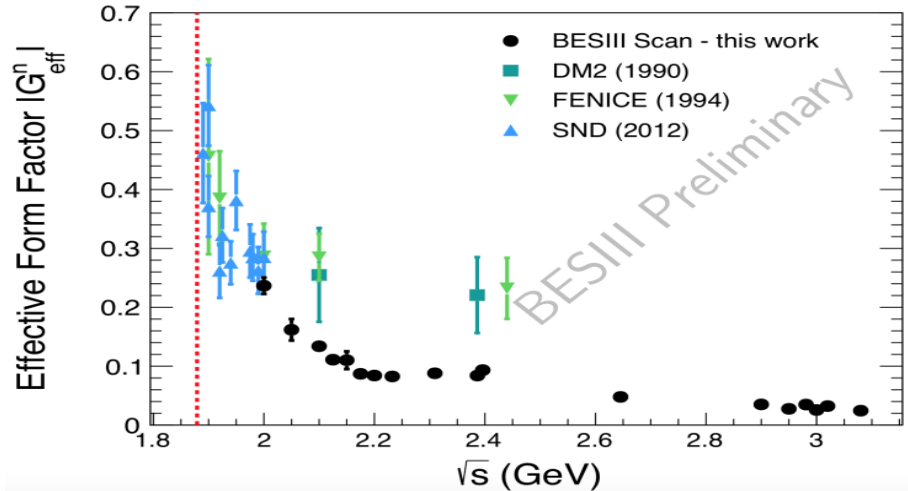 Effective Form Factor |G^n_eff|
0.7
0.6
0.5
0.4
0.3
0.2
0.1
0
BESIII Scan - this work
DM2 (1990)
FENICE (1994)
SND (2012)
BESIII Preliminary
1.8 2 2.2 2.4 2.6 2.8 3
√s (GeV)